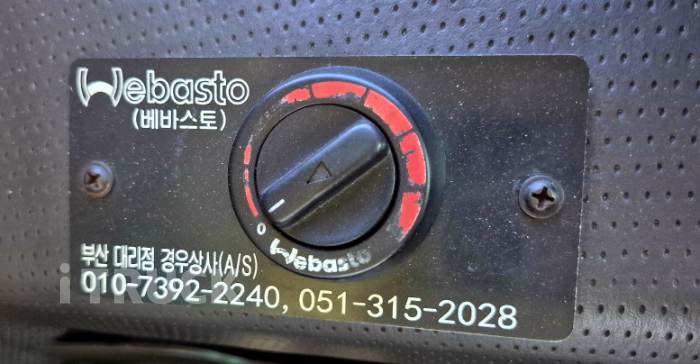 Webasto
(베바스토)
0
Webasto
부산 대리점 경우상사(A/S)
010-7392-2240, 051-315-2028